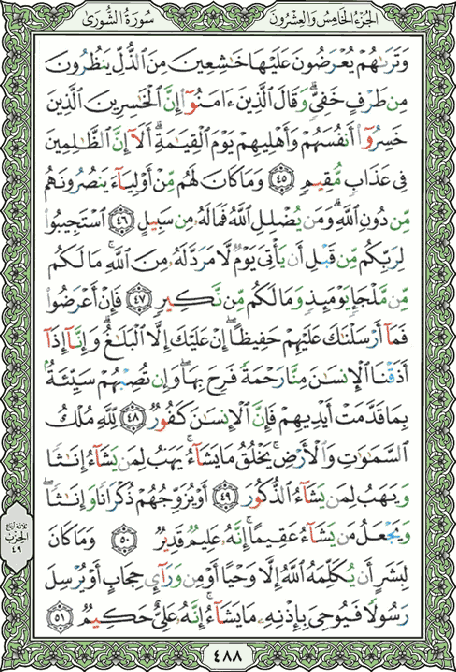 سُورَةُ الشُّورَىٰ
الجُزْءُ الخَامِسُ وَالعِشْرُونَ
وَتَرَىٰهُمْ يُعْرَضُونَ عَلَيْهَا خَٰشِعِينَ مِنَ ٱلذُّلِّ يَنظُرُونَ
مِن طَرْفٍ خَفِىٍّ ۗ وَقَالَ ٱلَّذِينَ ءَامَنُوٓا۟ إِنَّ ٱلْخَٰسِرِينَ ٱلَّذِينَ
خَسِرُوٓا۟ أَنفُسَهُمْ وَأَهْلِيهِمْ يَوْمَ ٱلْقِيَٰمَةِ ۗ أَلَآ إِنَّ ٱلظَّٰلِمِينَ
فِى عَذَابٍ مُّقِيمٍ ٤٥ وَمَا كَانَ لَهُم مِّنْ أَوْلِيَآءَ يَنصُرُونَهُم
مِّن دُونِ ٱللَّهِ ۗ وَمَن يُضْلِلِ ٱللَّهُ فَمَا لَهُۥ مِن سَبِيلٍ ٤٦ ٱسْتَجِيبُوا۟
لِرَبِّكُم مِّن قَبْلِ أَن يَأْتِىَ يَوْمٌ لَّا مَرَدَّ لَهُۥ مِنَ ٱللَّهِ ۚ مَا لَكُم
مِّن مَّلْجَإٍ يَوْمَئِذٍ وَمَا لَكُم مِّن نَّكِيرٍ ٤٧ فَإِنْ أَعْرَضُوا۟
فَمَآ أَرْسَلْنَٰكَ عَلَيْهِمْ حَفِيظًا ۖ إِنْ عَلَيْكَ إِلَّا ٱلْبَلَٰغُ ۗ وَإِنَّآ إِذَآ
أَذَقْنَا ٱلْإِنسَٰنَ مِنَّا رَحْمَةً فَرِحَ بِهَا ۖ وَإِن تُصِبْهُمْ سَيِّئَةٌۢ
بِمَا قَدَّمَتْ أَيْدِيهِمْ فَإِنَّ ٱلْإِنسَٰنَ كَفُورٌ ٤٨ لِّلَّهِ مُلْكُ
ٱلسَّمَٰوَٰتِ وَٱلْأَرْضِ ۚ يَخْلُقُ مَا يَشَآءُ ۚ يَهَبُ لِمَن يَشَآءُ إِنَٰثًا
وَيَهَبُ لِمَن يَشَآءُ ٱلذُّكُورَ ٤٩ أَوْ يُزَوِّجُهُمْ ذُكْرَانًا وَإِنَٰثًا ۖ
وَيَجْعَلُ مَن يَشَآءُ عَقِيمًا ۚ إِنَّهُۥ عَلِيمٌ قَدِيرٌ ٥٠ وَمَا كَانَ
لِبَشَرٍ أَن يُكَلِّمَهُ ٱللَّهُ إِلَّا وَحْيًا أَوْ مِن وَرَآئِ حِجَابٍ أَوْ يُرْسِلَ
رَسُولًا فَيُوحِىَ بِإِذْنِهِۦ مَا يَشَآءُ ۚ إِنَّهُۥ عَلِىٌّ حَكِيمٌ ٥١
ثلاثة أرباع
الحزب
٤٩
٤٨٨